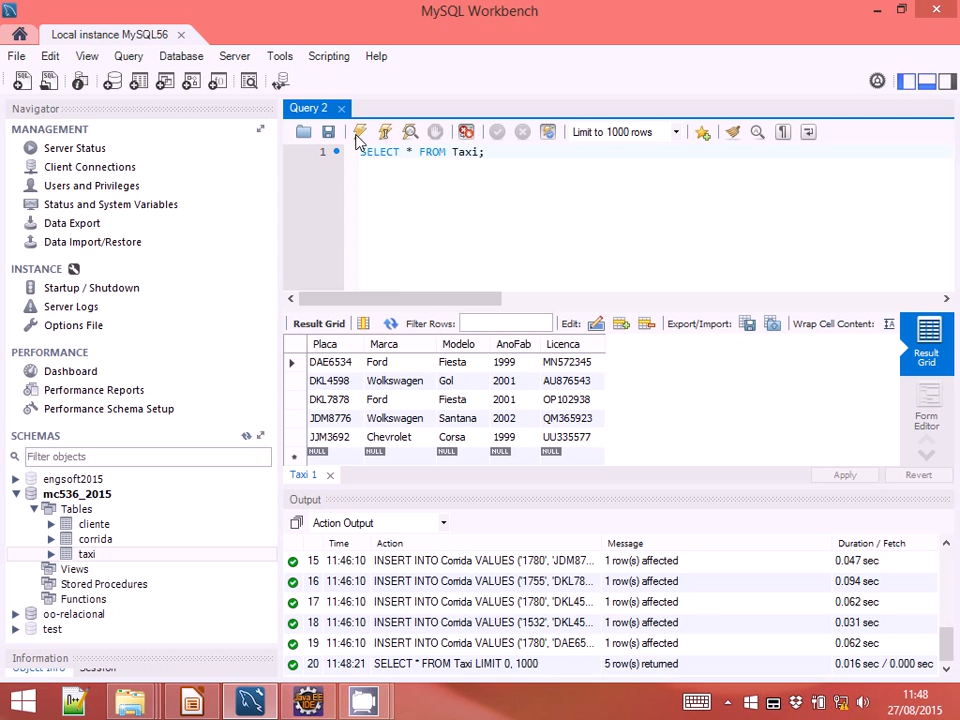 MySQL Workbench
Local instance MySQL56
File Edit View Query Database Server Tools Scripting Help
Navigator
MANAGEMENT
Server Status
Client Connections
Users and Privileges
Status and System Variables
Data Export
Data Import/Restore
INSTANCE
Startup / Shutdown
Server Logs
Options File
PERFORMANCE
Dashboard
Performance Reports
Performance Schema Setup
SCHEMAS
Filter objects
engsoft2015
mc536_2015
Tables
cliente
corrida
taxi
Views
Stored Procedures
Functions
oo-relacional
test
Information
Object Info Session
Query 2
Limit to 1000 rows
1 SELECT * FROM Taxi;
Result Grid Filter Rows: Edit: Export/Import: Wrap Cell Content:
Placa Marca Modelo AnoFab Licenca
DAE6534 Ford Fiesta 1999 MN572345
DKL4598 Wolkswagen Gol 2001 AU876543
DKL7878 Ford Fiesta 2001 OP102938
JDM8776 Wolkswagen Santana 2002 QM365923
JJM3692 Chevrolet Corsa 1999 UU335577
NULL NULL NULL NULL NULL
Result
Grid
Form
Editor
Taxi 1
Apply Revert
Output
Action Output
Time Action Message Duration / Fetch
15 11:46:10 INSERT INTO Corrida VALUES ('1780', 'JDM87... 1 row(s) affected 0.047 sec
16 11:46:10 INSERT INTO Corrida VALUES ('1755', 'DKL78... 1 row(s) affected 0.094 sec
17 11:46:10 INSERT INTO Corrida VALUES ('1780', 'DKL45... 1 row(s) affected 0.062 sec
18 11:46:10 INSERT INTO Corrida VALUES ('1532', 'DKL45... 1 row(s) affected 0.031 sec
19 11:46:10 INSERT INTO Corrida VALUES ('1780', 'DAE65... 1 row(s) affected 0.062 sec
20 11:48:21 SELECT * FROM Taxi LIMIT 0, 1000 5 row(s) returned 0.016 sec / 0.000 sec
Java EE
IDE
11:48
27/08/2015